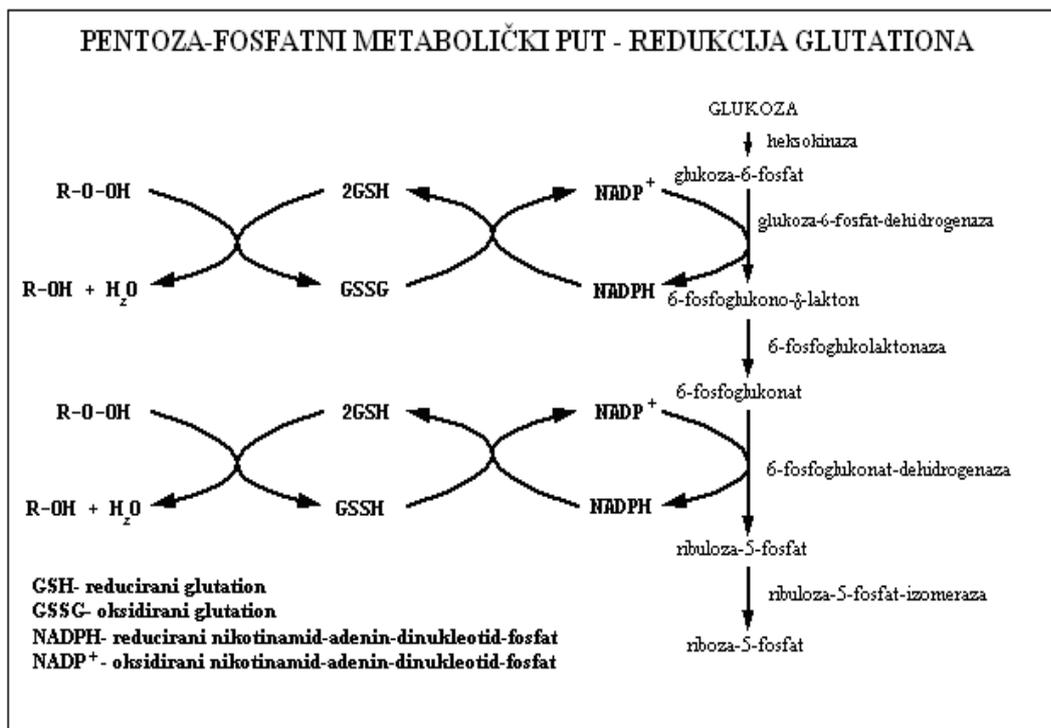 PENTOZA-FOSFATNI METABOLIČKI PUT - REDUKCIJA GLUTATIONA
GLUKOZA
heksokinaza
glukoza-6-fosfat
R-O-OH
2GSH
NADP+
glukoza-6-fosfat-dehidrogenaza
R-OH + H2O
GSSG
NADPH
6-fosfoglukono-δ-lakton
6-fosfoglukolaktonaza
6-fosfoglukonat
R-O-OH
2GSH
NADP+
6-fosfoglukonat-dehidrogenaza
R-OH + H2O
GSSH
NADPH
ribuloza-5-fosfat
ribuloza-5-fosfat-izomeraza
riboza-5-fosfat
GSH- reducirani glutation
GSSG- oksidirani glutation
NADPH- reducirani nikotinamid-adenin-dinukleotid-fosfat
NADP+- oksidirani nikotinamid-adenin-dinukleotid-fosfat